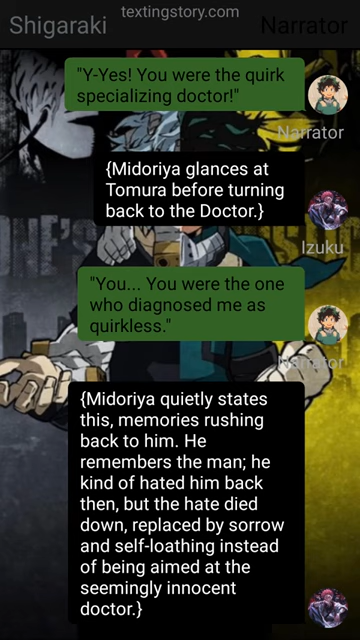 textingstory.com
Shigaraki
Narrator
"Y-Yes! You were the quirk
specializing doctor!"
Narrator
{Midoriya glances at
Tomura before turning
back to the Doctor.}
Izuku
"You... You were the one
who diagnosed me as
quirkless."
Narrator
{Midoriya quietly states
this, memories rushing
back to him. He
remembers the man; he
kind of hated him back
then, but the hate died
down, replaced by sorrow
and self-loathing instead
of being aimed at the
seemingly innocent
doctor.}